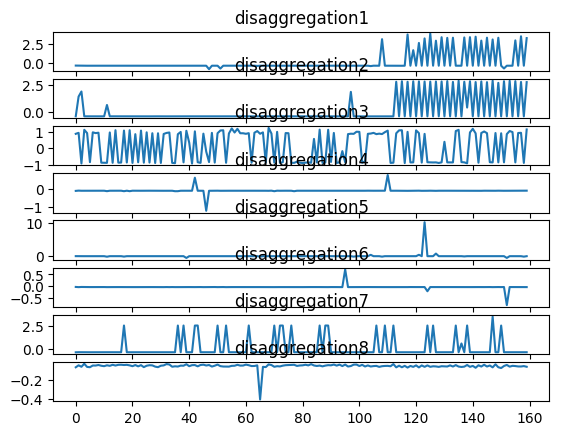 disaggregation1
2.5
0.0
disaggregation2
2.5
0.0
disaggregation3
1
0
−1
disaggregation4
0
−1
disaggregation5
10
0
disaggregation6
0.5
0.0
−0.5
disaggregation7
2.5
0.0
disaggregation8
−0.2
−0.4
0 20 40 60 80 100 120 140 160